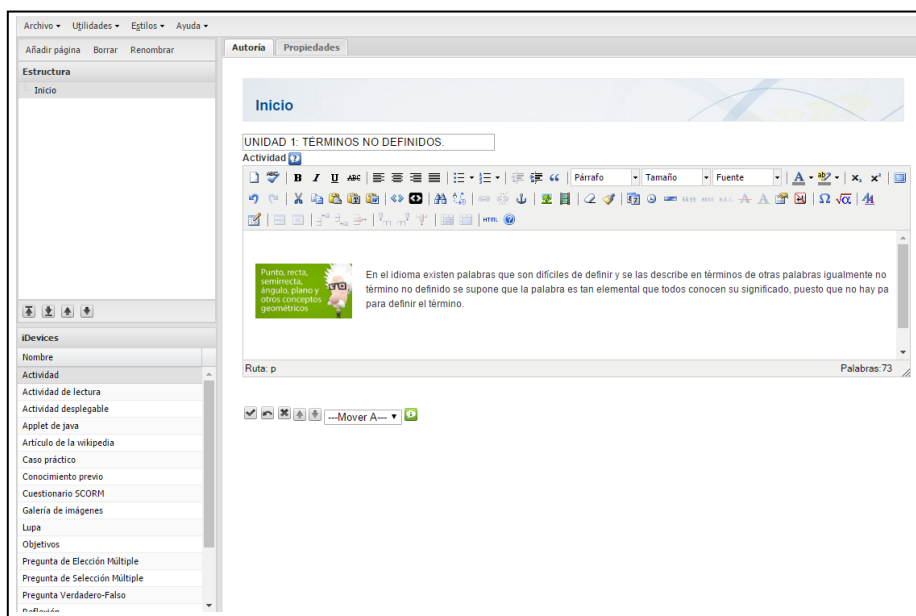 Archivo Utilidades Estilos Ayuda
Añadir página Borrar Renombrar
Estructura
Inicio
iDevices
Nombre
Actividad
Actividad de lectura
Actividad desplegable
Applet de java
Artículo de la wikipedia
Caso práctico
Conocimiento previo
Cuestionario SCORM
Galería de imágenes
Lupa
Objetivos
Pregunta de Elección Múltiple
Pregunta de Selección Múltiple
Pregunta Verdadero-Falso
Reflexión
Autoría Propiedades
Inicio
UNIDAD 1: TÉRMINOS NO DEFINIDOS.
Actividad
Párrafo Tamaño Fuente
HTML
Punto, recta,
semirrecta,
ángulo, plano y
otros conceptos
geométricos
En el idioma existen palabras que son difíciles de definir y se las describe en términos de otras palabras igualmente no
término no definido se supone que la palabra es tan elemental que todos conocen su significado, puesto que no hay pa
para definir el término.
Ruta: p Palabras:73
---Mover A---